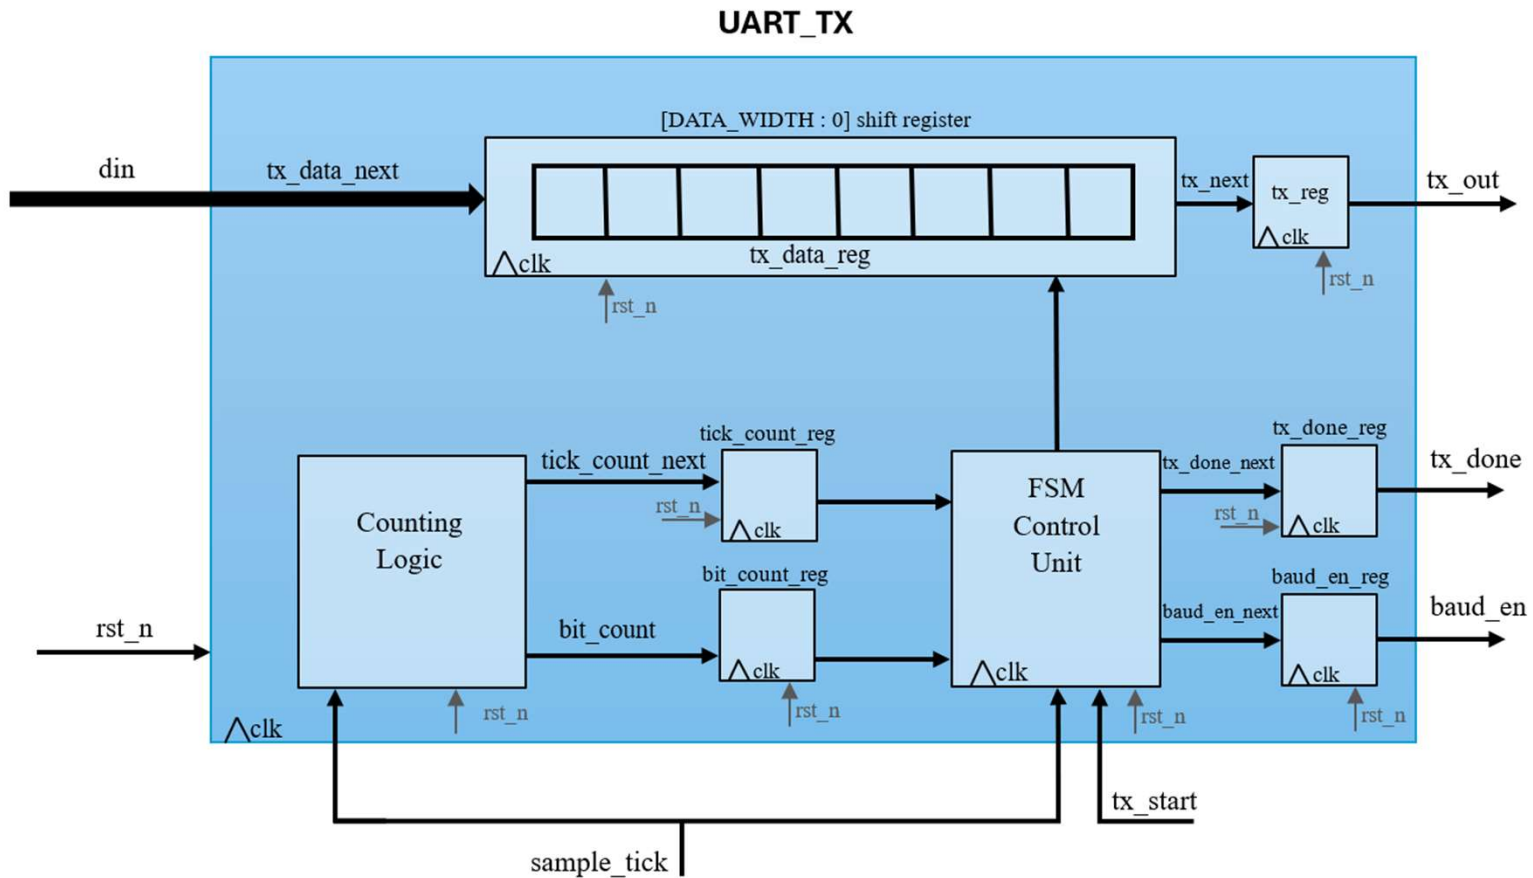 UART_TX
[DATA_WIDTH : 0] shift register
din
tx_data_next
tx_data_reg
clk
rst_n
tx_next
tx_reg
clk
rst_n
tx_out
Counting
Logic
rst_n
tick_count_next
tick_count_reg
rst_n
clk
bit_count
bit_count_reg
clk
rst_n
FSM
Control
Unit
clk
rst_n
tx_done_next
tx_done_reg
rst_n
clk
tx_done
baud_en_next
baud_en_reg
clk
rst_n
baud_en
rst_n
clk
tx_start
sample_tick